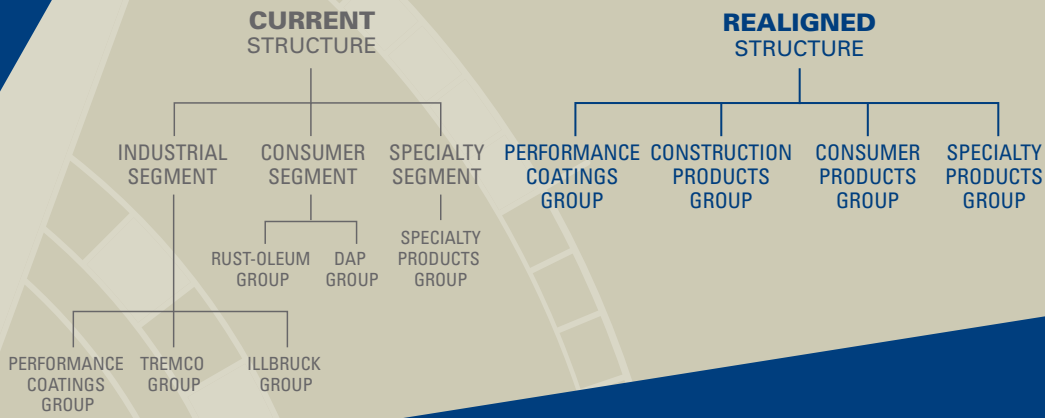 CURRENT
STRUCTURE
INDUSTRIAL
SEGMENT
CONSUMER
SEGMENT
SPECIALTY
SEGMENT
RUST-OLEUM
GROUP
DAP
GROUP
SPECIALTY
PRODUCTS
GROUP
PERFORMANCE
COATINGS
GROUP
TREMCO
GROUP
ILLBRUCK
GROUP
REALIGNED
STRUCTURE
PERFORMANCE
COATINGS
GROUP
CONSTRUCTION
PRODUCTS
GROUP
CONSUMER
PRODUCTS
GROUP
SPECIALTY
PRODUCTS
GROUP